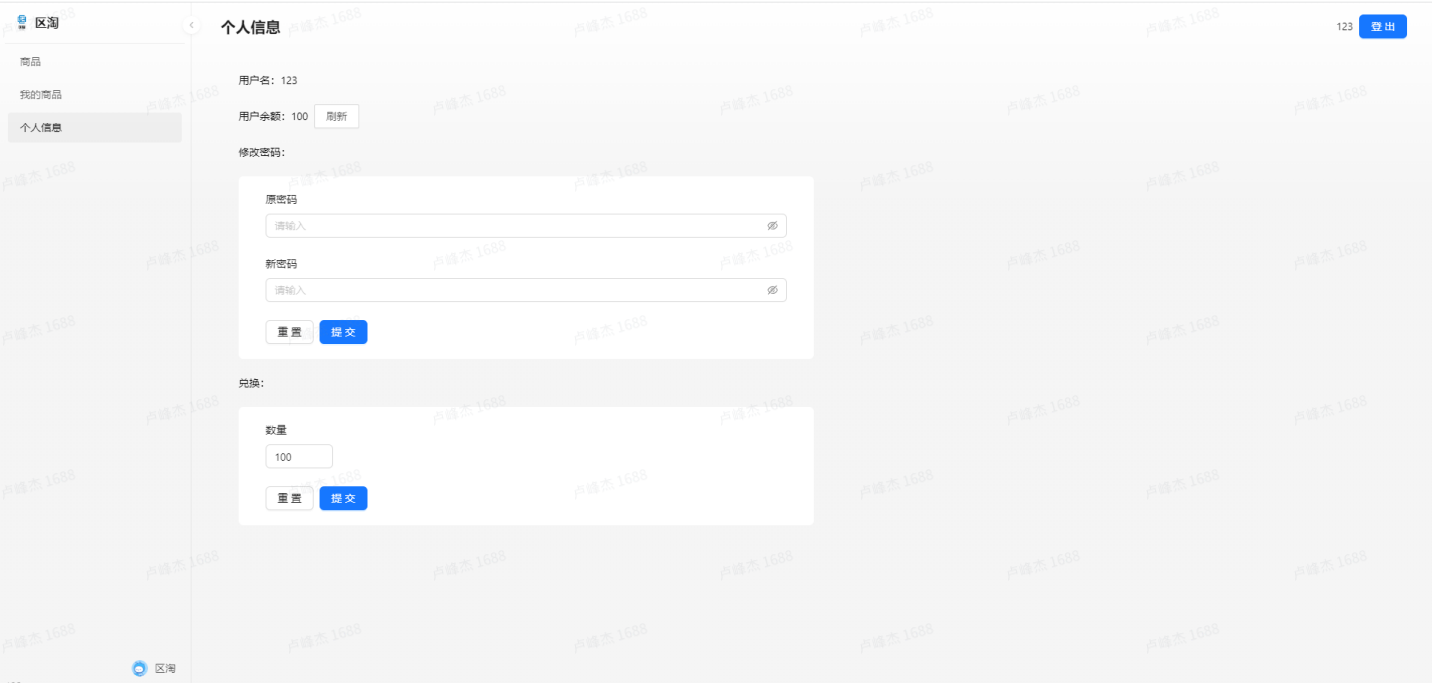 区淘
个人信息
123
登出
商品
我的商品
个人信息
用户名：123
用户余额：100
刷新
修改密码：
原密码
请输入
新密码
请输入
重置
提交
兑换：
数量
100
重置
提交
区淘
卢峰杰 1688